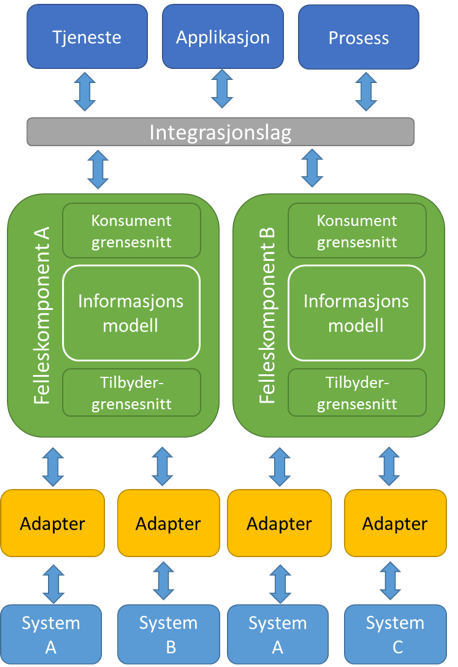 Tjeneste
Applikasjon
Prosess
Integrasjonslag
Felleskomponent A
Konsument
grensesnitt
Informasjons
modell
Tilbyder-
grensesnitt
Felleskomponent B
Konsument
grensesnitt
Informasjons
modell
Tilbyder-
grensesnitt
Adapter
Adapter
Adapter
Adapter
System
A
System
B
System
A
System
C